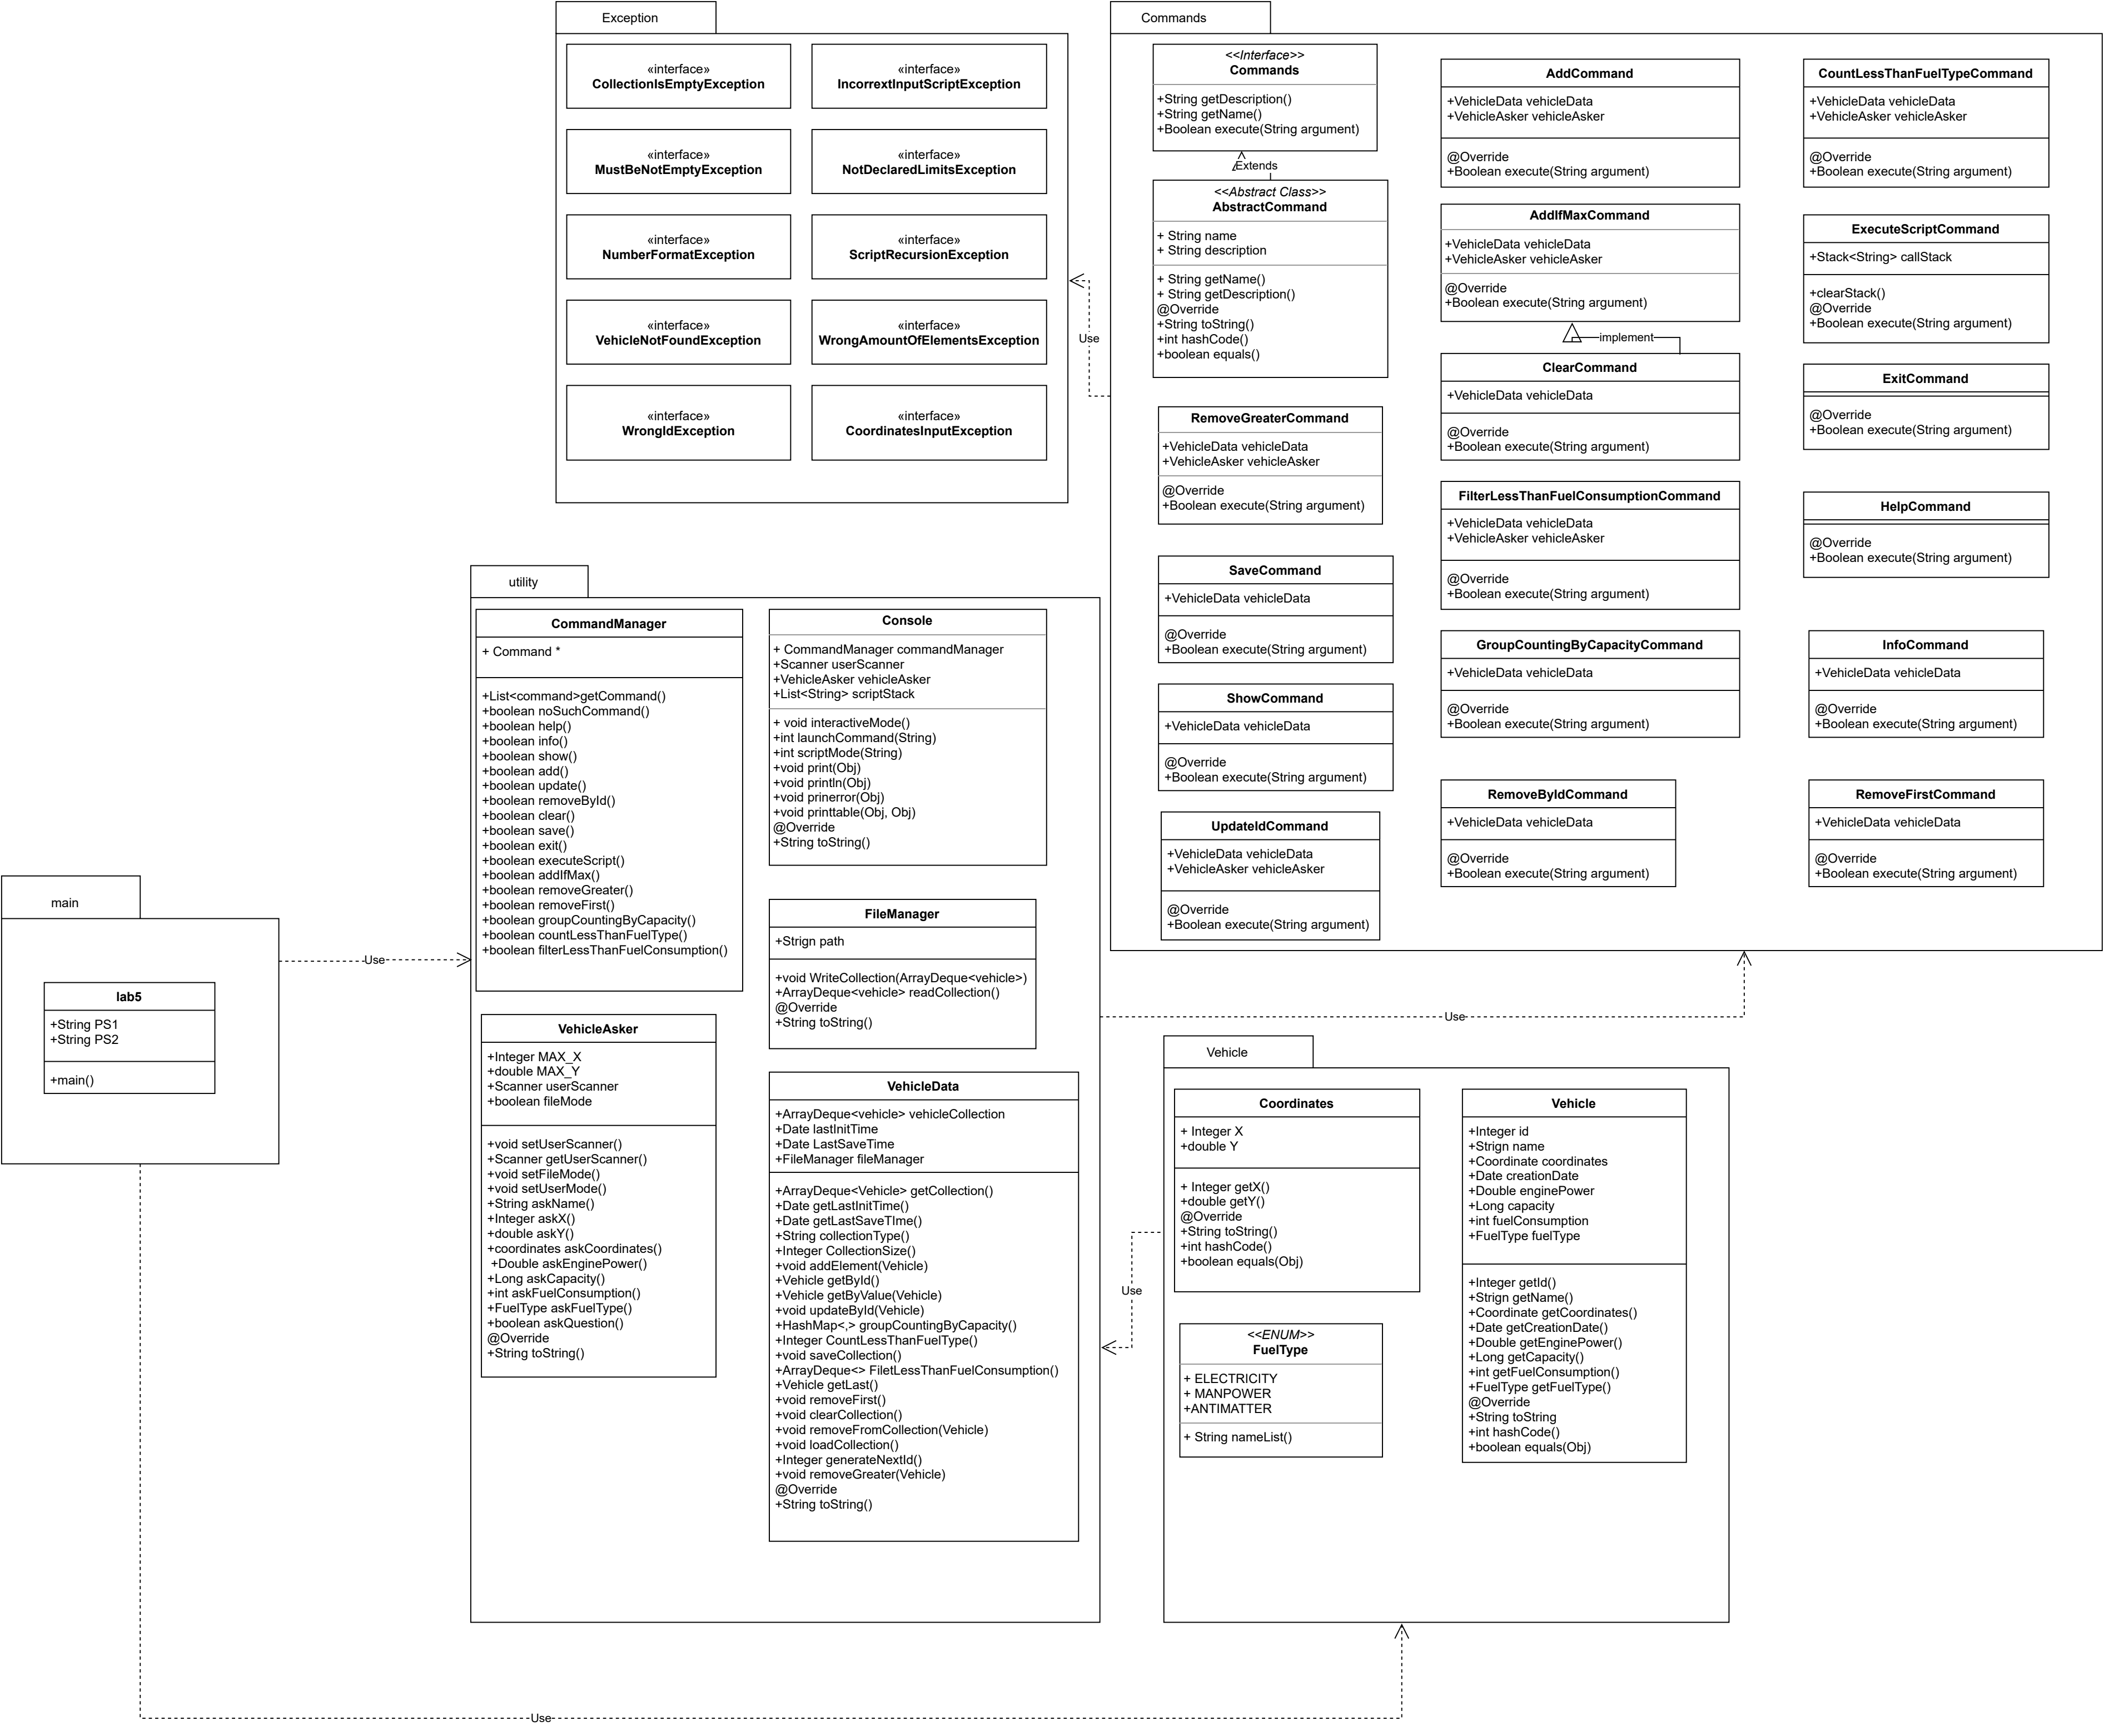 Exception
«interface»
CollectionIsEmptyException
«interface»
IncorrextInputScriptException
«interface»
MustBeNotEmptyException
«interface»
NotDeclaredLimitsException
«interface»
NumberFormatException
«interface»
ScriptRecursionException
«interface»
VehicleNotFoundException
«interface»
WrongAmountOfElementsException
«interface»
WrongIdException
«interface»
CoordinatesInputException
Use
Commands
<<Interface>>
Commands
+String getDescription()
+String getName()
+Boolean execute(String argument)
Extends
<<Abstract Class>>
AbstractCommand
+ String name
+ String description
+ String getName()
+ String getDescription()
@Override
+String toString()
+int hashCode()
+boolean equals()
RemoveGreaterCommand
+VehicleData vehicleData
+VehicleAsker vehicleAsker
@Override
+Boolean execute(String argument)
SaveCommand
+VehicleData vehicleData
@Override
+Boolean execute(String argument)
ShowCommand
+VehicleData vehicleData
@Override
+Boolean execute(String argument)
UpdateIdCommand
+VehicleData vehicleData
+VehicleAsker vehicleAsker
@Override
+Boolean execute(String argument)
AddCommand
+VehicleData vehicleData
+VehicleAsker vehicleAsker
@Override
+Boolean execute(String argument)
AddIfMaxCommand
+VehicleData vehicleData
+VehicleAsker vehicleAsker
@Override
+Boolean execute(String argument)
implement
ClearCommand
+VehicleData vehicleData
@Override
+Boolean execute(String argument)
FilterLessThanFuelConsumptionCommand
+VehicleData vehicleData
+VehicleAsker vehicleAsker
@Override
+Boolean execute(String argument)
GroupCountingByCapacityCommand
+VehicleData vehicleData
@Override
+Boolean execute(String argument)
RemoveByIdCommand
+VehicleData vehicleData
@Override
+Boolean execute(String argument)
CountLessThanFuelTypeCommand
+VehicleData vehicleData
+VehicleAsker vehicleAsker
@Override
+Boolean execute(String argument)
ExecuteScriptCommand
+Stack<String> callStack
+clearStack()
@Override
+Boolean execute(String argument)
ExitCommand
@Override
+Boolean execute(String argument)
HelpCommand
@Override
+Boolean execute(String argument)
InfoCommand
+VehicleData vehicleData
@Override
+Boolean execute(String argument)
RemoveFirstCommand
+VehicleData vehicleData
@Override
+Boolean execute(String argument)
utility
CommandManager
+ Command *
+List<command>getCommand()
+boolean noSuchCommand()
+boolean help()
+boolean info()
+boolean show()
+boolean add()
+boolean update()
+boolean removeById()
+boolean clear()
+boolean save()
+boolean exit()
+boolean executeScript()
+boolean addIfMax()
+boolean removeGreater()
+boolean removeFirst()
+boolean groupCountingByCapacity()
+boolean countLessThanFuelType()
+boolean filterLessThanFuelConsumption()
Console
+ CommandManager commandManager
+Scanner userScanner
+VehicleAsker vehicleAsker
+List<String> scriptStack
+ void interactiveMode()
+int launchCommand(String)
+int scriptMode(String)
+void print(Obj)
+void println(Obj)
+void prinerror(Obj)
+void printtable(Obj, Obj)
@Override
+String toString()
FileManager
+Strign path
+void WriteCollection(ArrayDeque<vehicle>)
+ArrayDeque<vehicle> readCollection()
@Override
+String toString()
VehicleAsker
+Integer MAX_X
+double MAX_Y
+Scanner userScanner
+boolean fileMode
+void setUserScanner()
+Scanner getUserScanner()
+void setFileMode()
+void setUserMode()
+String askName()
+Integer askX()
+double askY()
+coordinates askCoordinates()
+Double askEnginePower()
+Long askCapacity()
+int askFuelConsumption()
+FuelType askFuelType()
+boolean askQuestion()
@Override
+String toString()
VehicleData
+ArrayDeque<vehicle> vehicleCollection
+Date lastInitTime
+Date LastSaveTime
+FileManager fileManager
+ArrayDeque<Vehicle> getCollection()
+Date getLastInitTime()
+Date getLastSaveTIme()
+String collectionType()
+Integer CollectionSize()
+void addElement(Vehicle)
+Vehicle getById()
+Vehicle getByValue(Vehicle)
+void updateById(Vehicle)
+HashMap<,> groupCountingByCapacity()
+Integer CountLessThanFuelType()
+void saveCollection()
+ArrayDeque<> FiletLessThanFuelConsumption()
+Vehicle getLast()
+void removeFirst()
+void clearCollection()
+void removeFromCollection(Vehicle)
+void loadCollection()
+Integer generateNextId()
+void removeGreater(Vehicle)
@Override
+String toString()
main
lab5
+String PS1
+String PS2
+main()
Use
Use
Use
Vehicle
Coordinates
+ Integer X
+double Y
+ Integer getX()
+double getY()
@Override
+String toString()
+int hashCode()
+boolean equals(Obj)
<<ENUM>>
FuelType
+ ELECTRICITY
+ MANPOWER
+ANTIMATTER
+ String nameList()
Vehicle
+Integer id
+Strign name
+Coordinate coordinates
+Date creationDate
+Double enginePower
+Long capacity
+int fuelConsumption
+FuelType fuelType
+Integer getId()
+Strign getName()
+Coordinate getCoordinates()
+Date getCreationDate()
+Double getEnginePower()
+Long getCapacity()
+int getFuelConsumption()
+FuelType getFuelType()
@Override
+String toString
+int hashCode()
+boolean equals(Obj)
Use